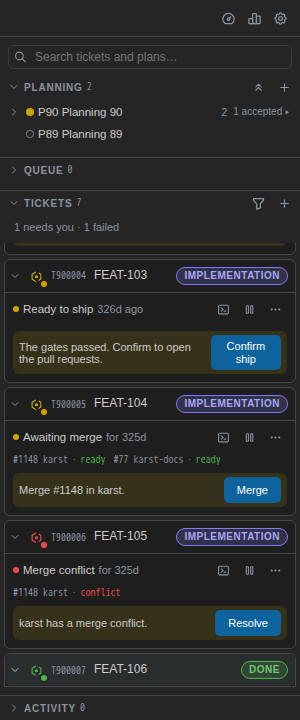 Search tickets and plans…
PLANNING 2
P90 Planning 90 2 1 accepted ▸
P89 Planning 89
QUEUE 0
TICKETS 7
1 needs you · 1 failed
T900004 FEAT-103 IMPLEMENTATION
Ready to ship 326d ago
The gates passed. Confirm to open
the pull requests.
Confirm
ship
T900005 FEAT-104 IMPLEMENTATION
Awaiting merge for 325d
#1148 karst · ready #77 karst-docs · ready
Merge #1148 in karst. Merge
T900006 FEAT-105 IMPLEMENTATION
Merge conflict for 325d
#1148 karst · conflict
karst has a merge conflict. Resolve
T900007 FEAT-106 DONE
ACTIVITY 0